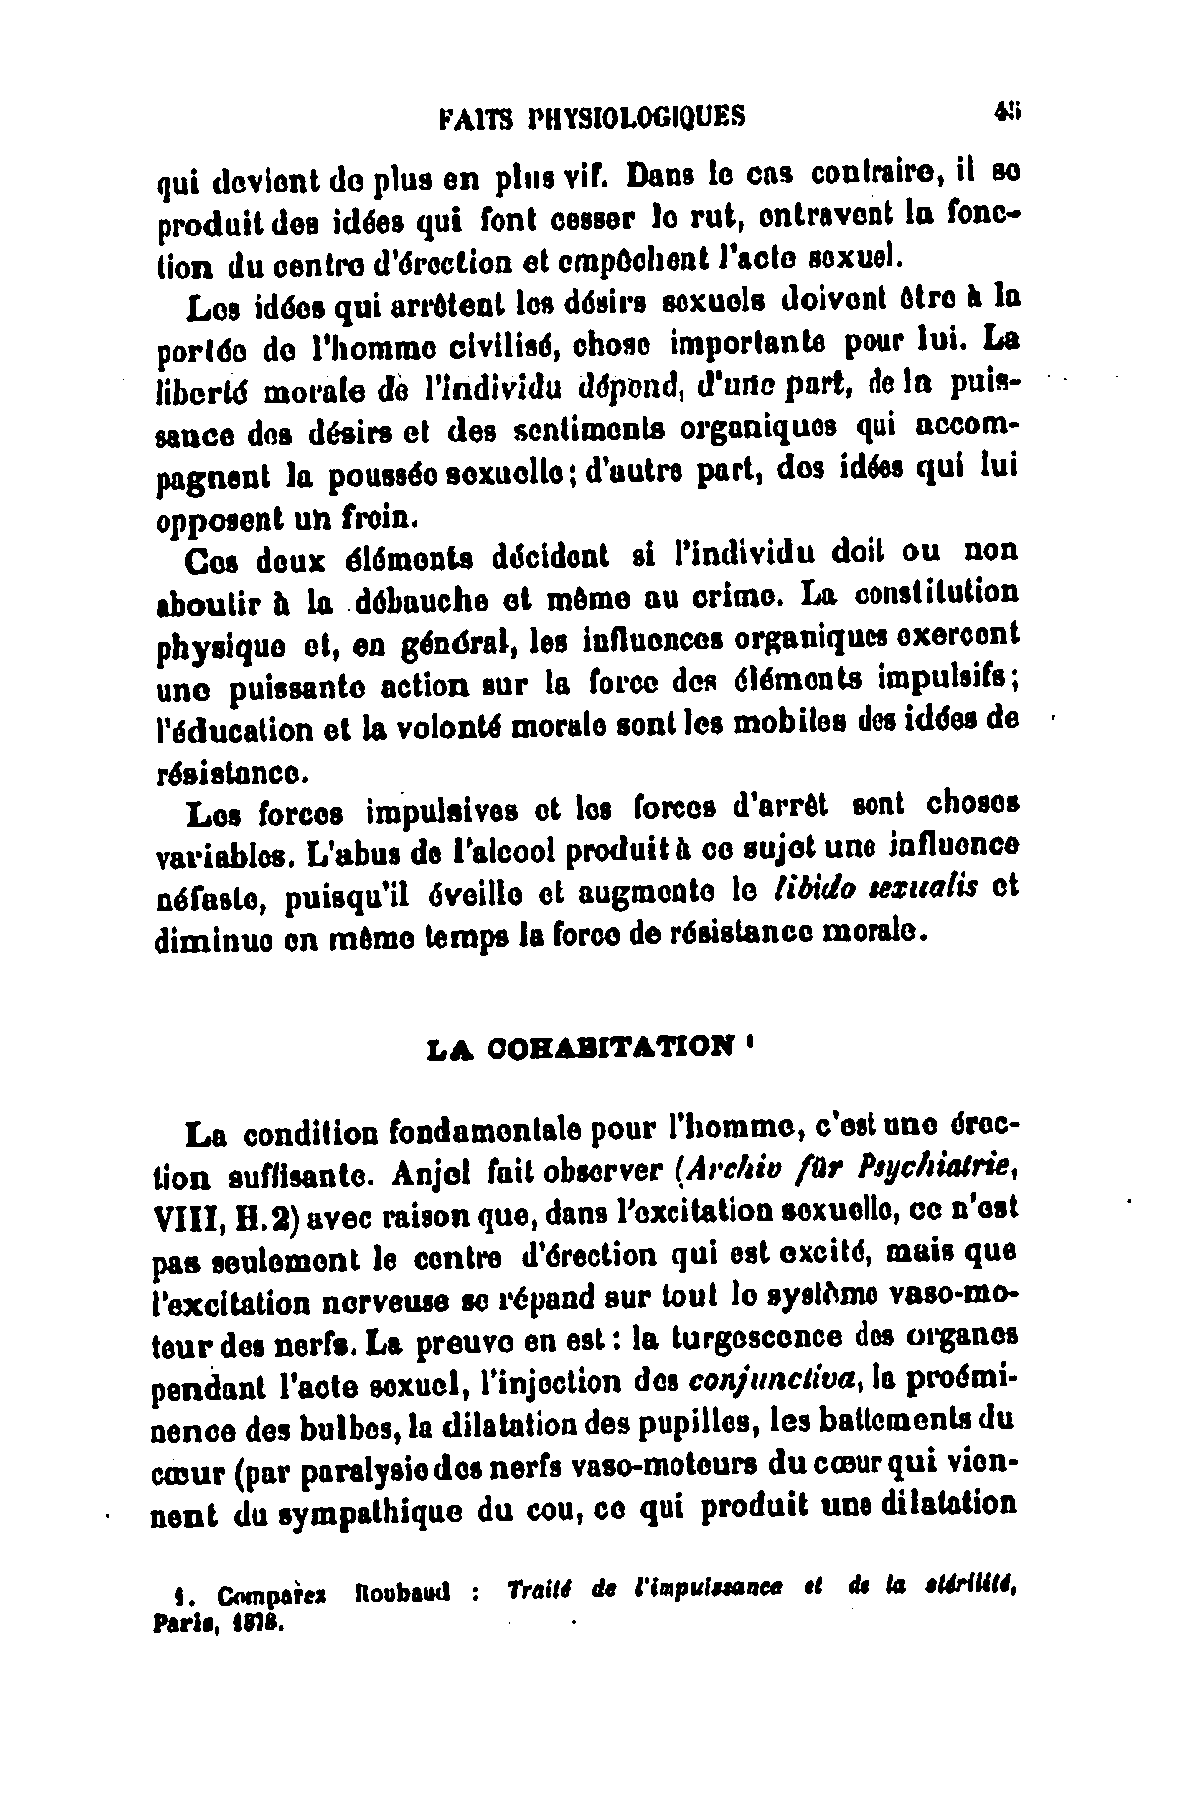 FAITS PHYSIOLOGIQUES 45
qui devient de plus en plus vif. Dans le cas contraire, il se
produit des idées qui font cesser le rut, entravent la fonc-
tion du centre d'érection et empêchent l'acte sexuel.
Les idées qui arrêtent les désirs sexuels doivent être à la
portée de l'homme civilisé, chose importante pour lui. La
liberté morale de l'individu dépend, d'une part, de la puis-
sance des désirs et des sentiments organiques qui accom-
pagnent la poussée sexuelle; d'autre part, des idées qui lui
opposent un frein.
Ces deux éléments décident si l'individu doit ou non
aboutir à la débauche et même au crime. La constitution
physique et, en général, les influences organiques exercent
une puissante action sur la force des éléments impulsifs;
l'éducation et la volonté morale sont les mobiles des idées de
résistance.
Les forces impulsives et les forces d'arrêt sont choses
variables. L'abus de l'alcool produit à ce sujet une influence
néfaste, puisqu'il éveille et augmente le libido sexualis et
diminue en même temps la force de résistance morale.
LA COHABITATION 1
La condition fondamentale pour l'homme, c'est une érec-
tion suffisante. Anjel fait observer (Archiv für Psychiatrie,
VIII, H. 2) avec raison que, dans l'excitation sexuelle, ce n'est
pas seulement le centre d'érection qui est excité, mais que
l'excitation nerveuse se répand sur tout le système vaso-mo-
teur des nerfs. La preuve en est : la turgescence des organes
pendant l'acte sexuel, l'injection des conjunctiva, la proémi-
nence des bulbes, la dilatation des pupilles, les battements du
cœur (par paralysie des nerfs vaso-moteurs du cœur qui vien-
nent du sympathique du cou, ce qui produit une dilatation
1. Comparez Roubaud : Traité de l'impuissance et de la stérilité,
Paris, 1878.